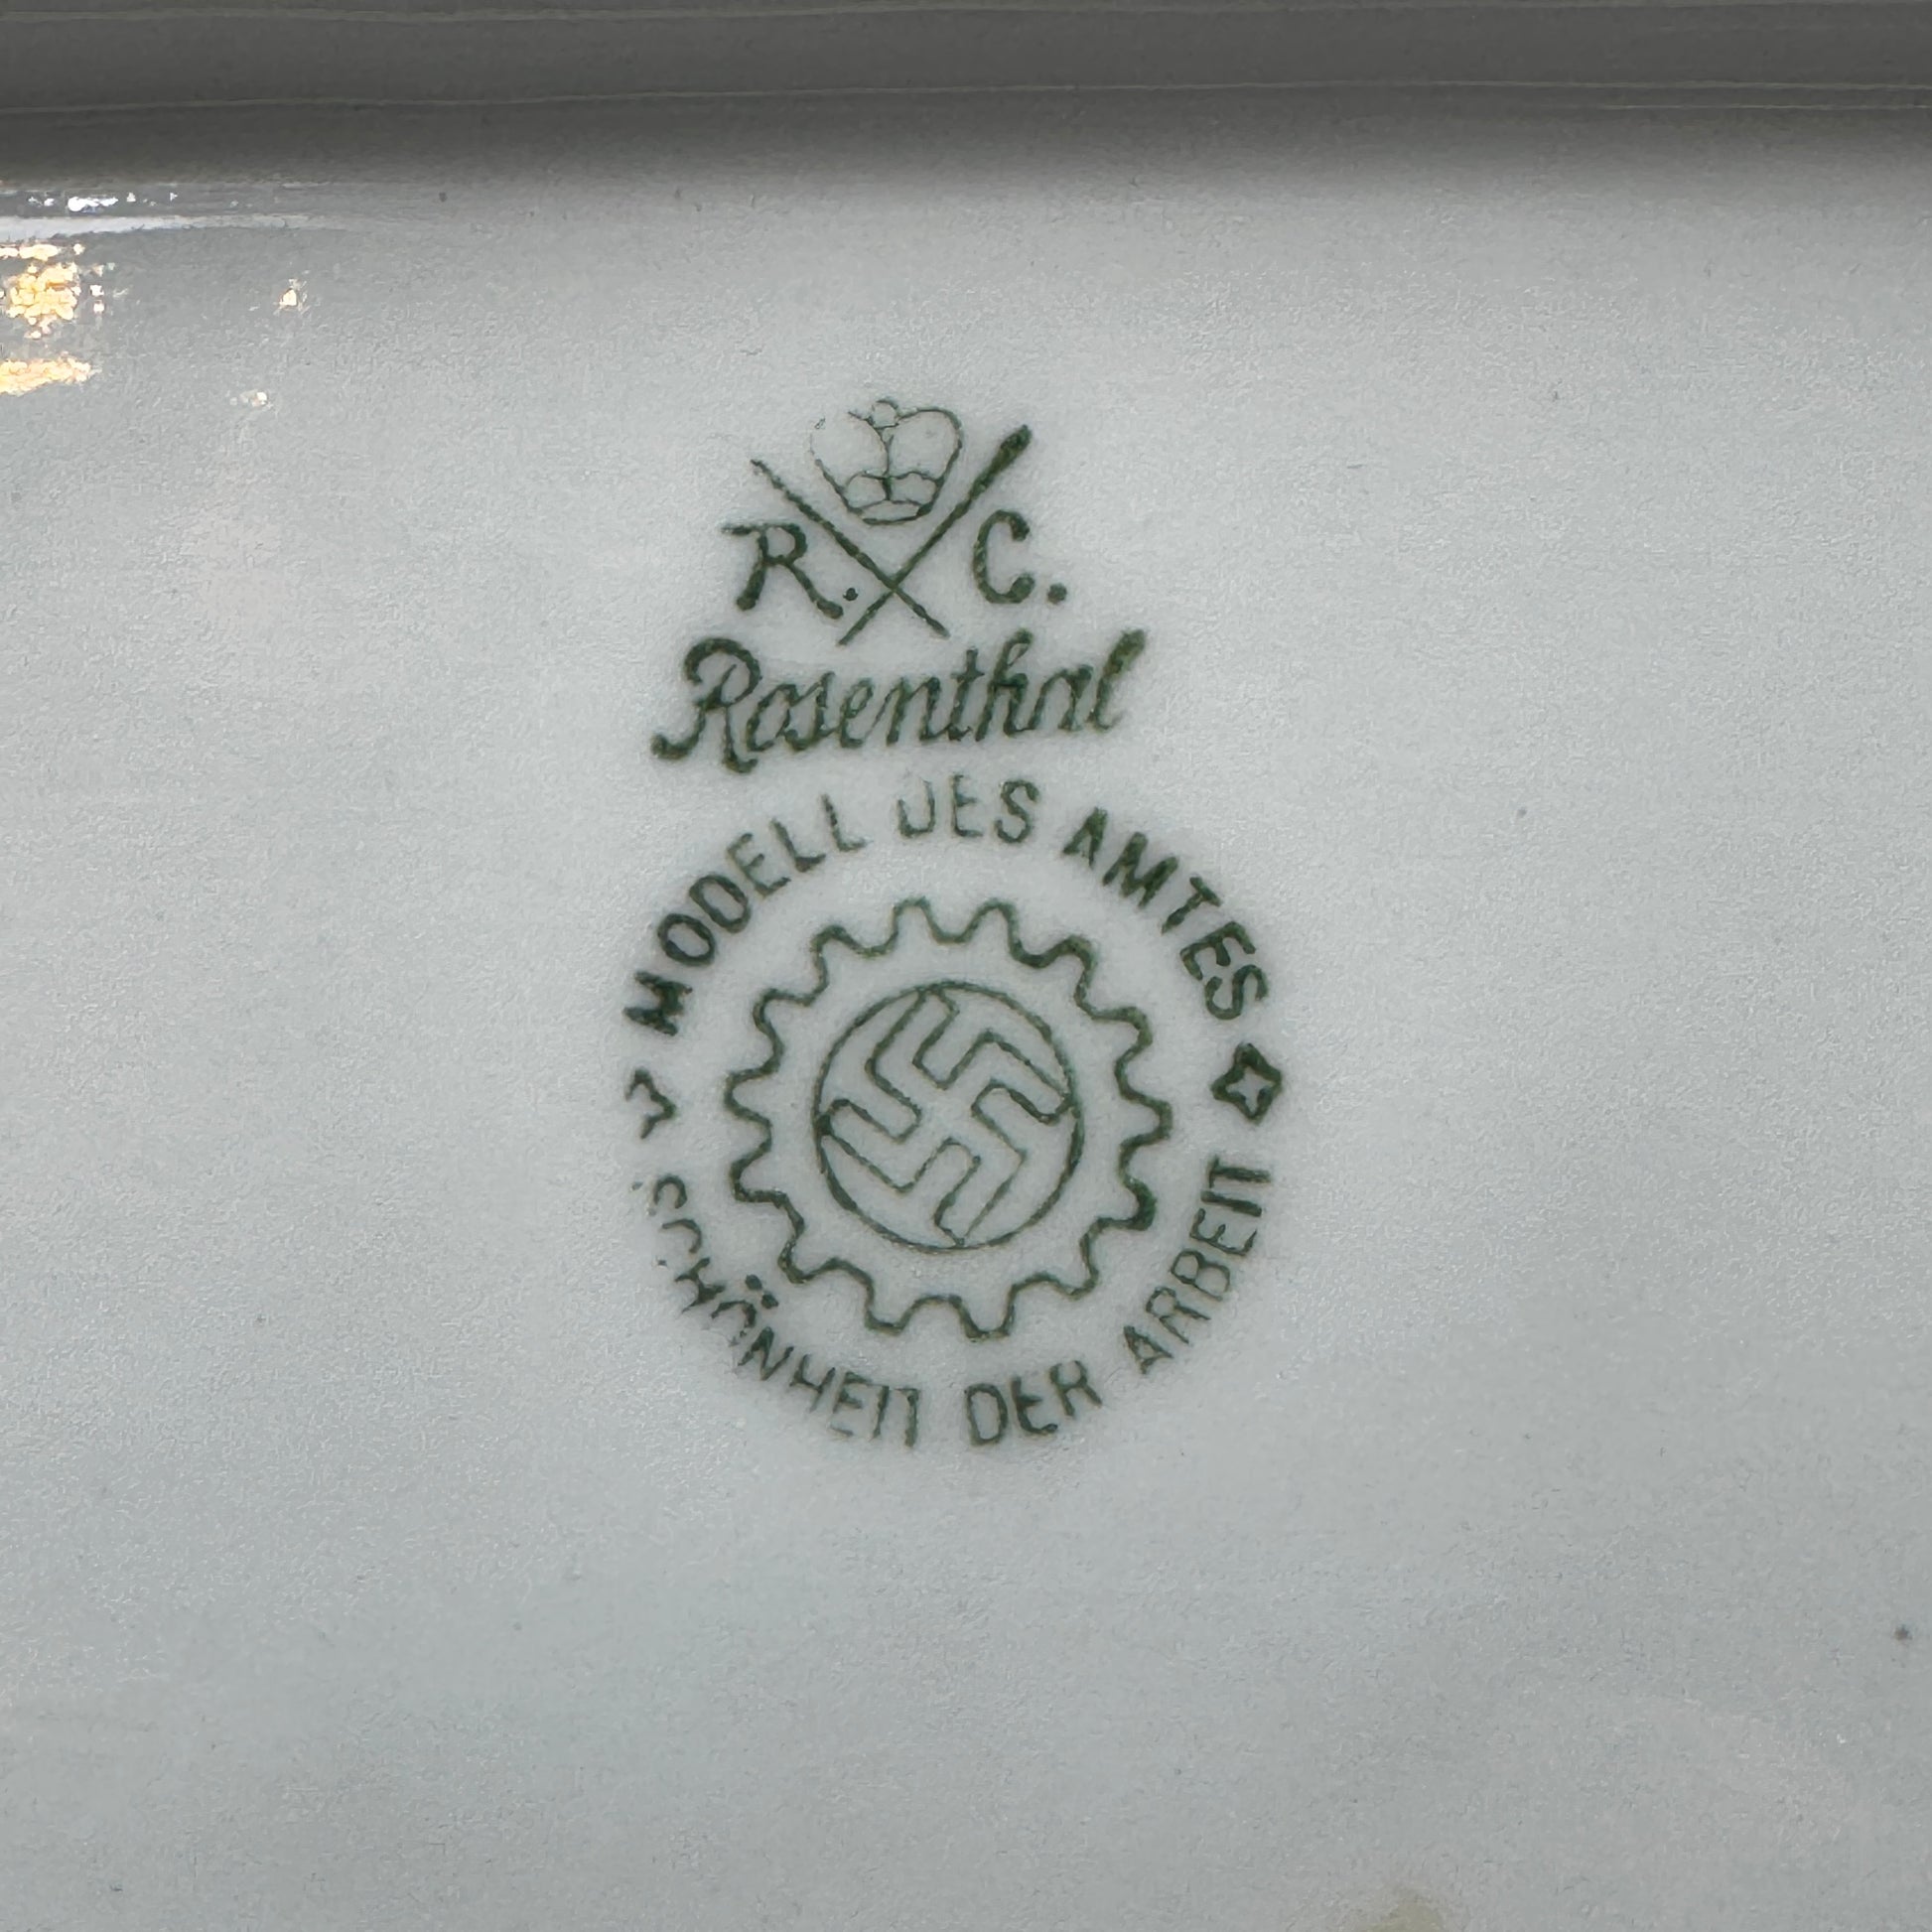 R. C.
Rosenthal
MODELL DES AMTES
SCHÖNHEIT DER ARBEIT